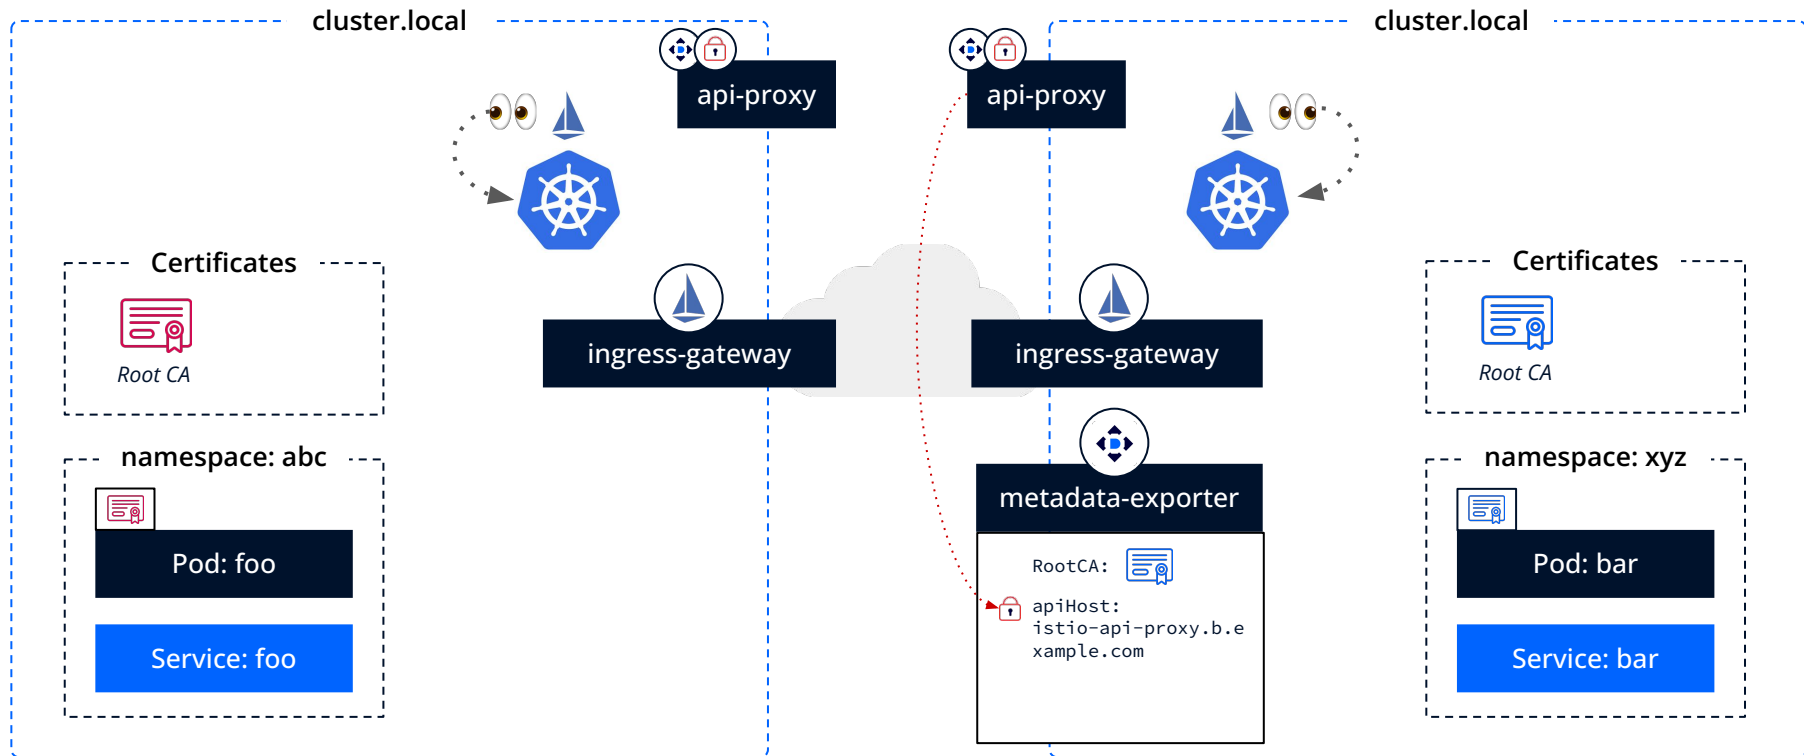 cluster.local
cluster.local
api-proxy
api-proxy
Certificates
Root CA
ingress-gateway
ingress-gateway
Certificates
Root CA
namespace: abc
Pod: foo
Service: foo
metadata-exporter
RootCA:
apiHost:
istio-api-proxy.b.e
xample.com
namespace: xyz
Pod: bar
Service: bar